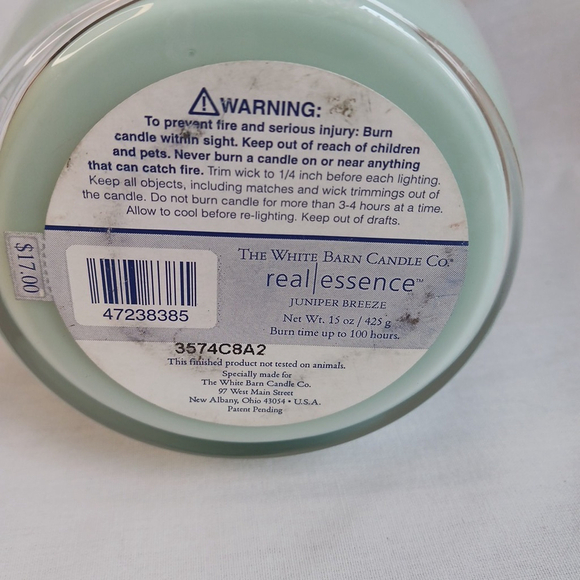 ⚠WARNING:
To prevent fire and serious injury: Burn
candle within sight. Keep out of reach of children
and pets. Never burn a candle on or near anything
that can catch fire. Trim wick to 1/4 inch before each lighting.
Keep all objects, including matches and wick trimmings out of
the candle. Do not burn candle for more than 3-4 hours at a time.
Allow to cool before re-lighting. Keep out of drafts.
$17.00
47238385
THE WHITE BARN CANDLE CO.
real|essence™
JUNIPER BREEZE
Net Wt. 15 oz / 425 g
Burn time up to 100 hours.
3574C8A2
This finished product not tested on animals.
Specially made for
The White Barn Candle Co.
97 West Main Street
New Albany, Ohio 43054 • U.S.A.
Patent Pending